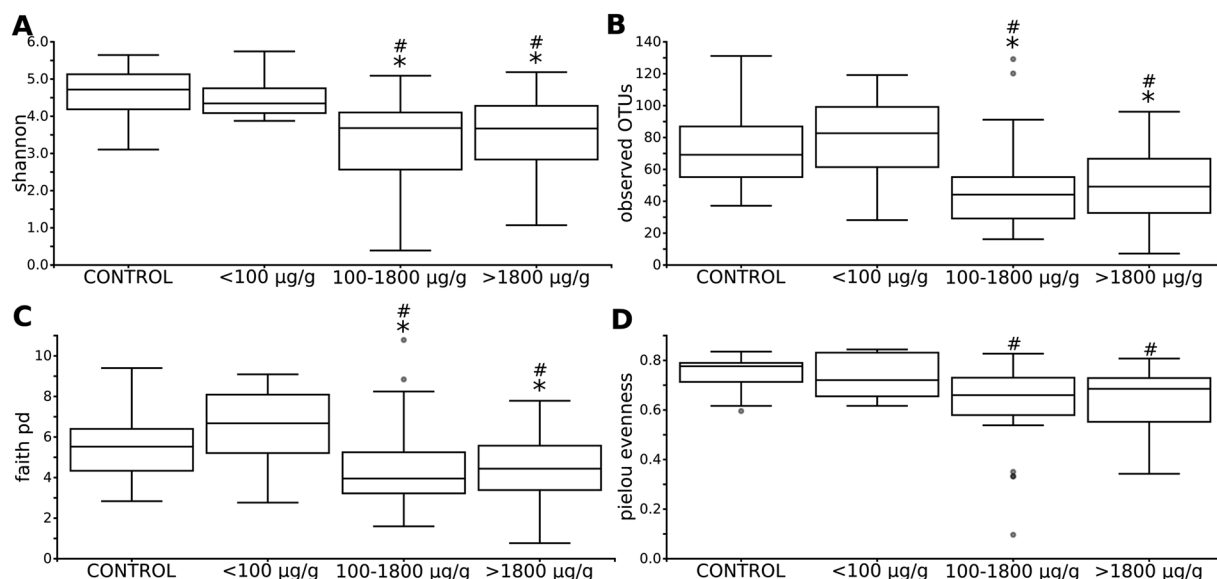 A
shannon
6.0
5.0
4.0
3.0
2.0
1.0
0.0
#
*
#
*
CONTROL
<100 µg/g
100-1800 µg/g
>1800 µg/g
B
observed OTUs
140
120
100
80
60
40
20
0
#
*
#
*
CONTROL
<100 µg/g
100-1800 µg/g
>1800 µg/g
C
faith pd
10
8
6
4
2
0
#
*
#
*
CONTROL
<100 µg/g
100-1800 µg/g
>1800 µg/g
D
pielou evenness
0.8
0.6
0.4
0.2
0.0
#
#
CONTROL
<100 µg/g
100-1800 µg/g
>1800 µg/g